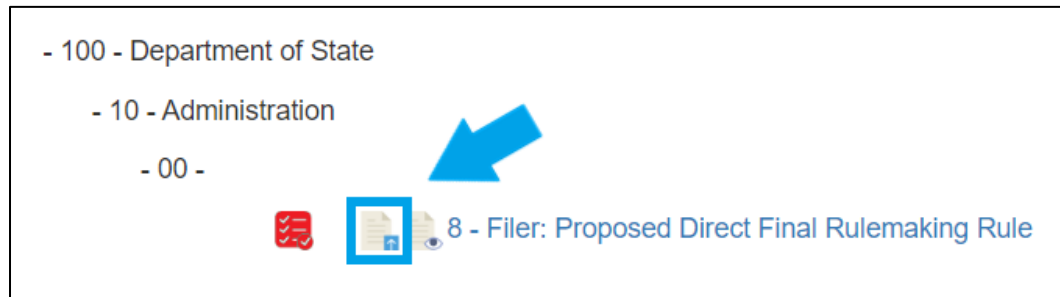 - 100 - Department of State
- 10 - Administration
- 00 -
8 - Filer: Proposed Direct Final Rulemaking Rule